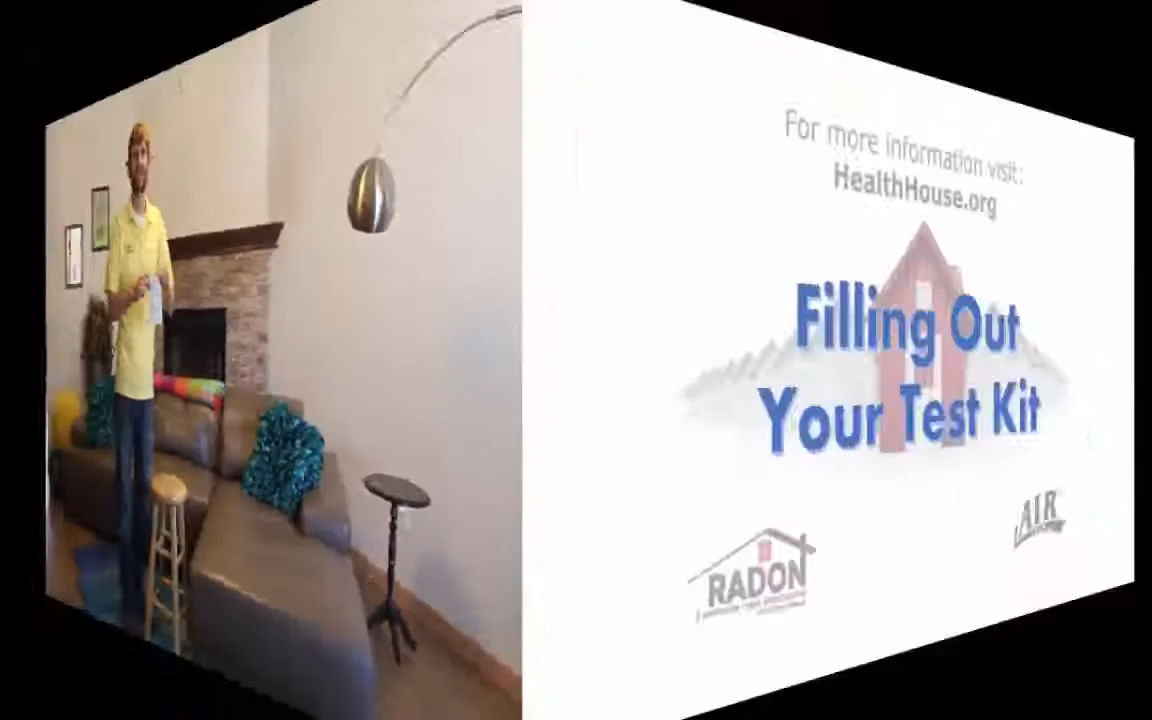 For more information visit:
HealthHouse.org
Filling Out
Your Test Kit
AIR
RADON